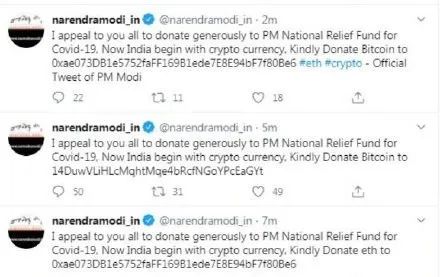 narendramodi_in @narendramodi_in · 2m
I appeal to you all to donate generously to PM National Relief Fund for
Covid-19, Now India begin with crypto currency, Kindly Donate Bitcoin to
0xae073DB1e5752faFF169B1ede7E8E94bF7f80Be6 #eth #crypto - Official
Tweet of PM Modi
22 11 18
narendramodi_in @narendramodi_in · 5m
I appeal to you all to donate generously to PM National Relief Fund for
Covid-19, Now India begin with crypto currency, Kindly Donate Bitcoin to
14DuwVLiHLcMqhtMqe4bRcfNGoYPcEaGYt
50 31 49
narendramodi_in @narendramodi_in · 7m
I appeal to you all to donate generously to PM National Relief Fund for
Covid-19, Now India begin with crypto currency, Kindly Donate eth to
0xae073DB1e5752faFF169B1ede7E8E94bF7f80Be6